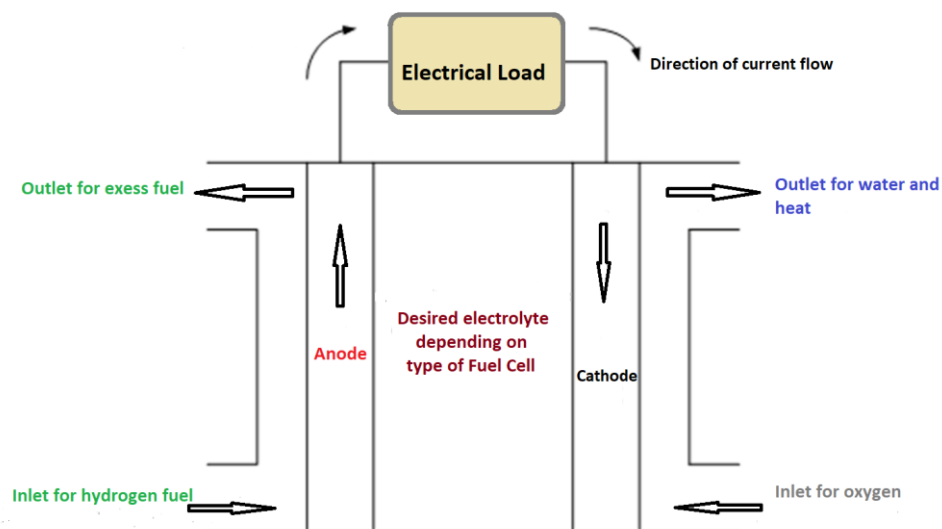 Electrical Load
Direction of current flow
Outlet for exess fuel
Outlet for water and
heat
Desired electrolyte
depending on
type of Fuel Cell
Anode
Cathode
Inlet for hydrogen fuel
Inlet for oxygen